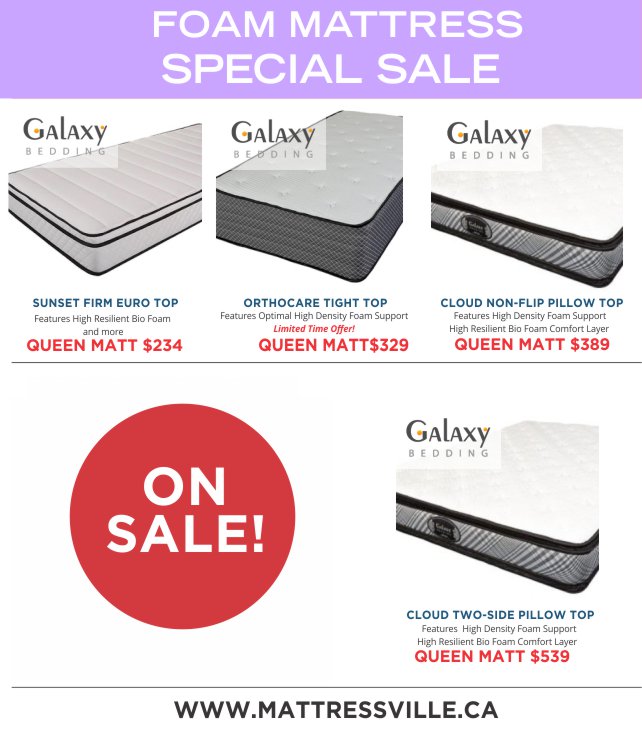 FOAM MATTRESS
SPECIAL SALE
Galaxy
BEDDING
Galaxy
BEDDING
Galaxy
BEDDING
SUNSET FIRM EURO TOP
Features High Resilient Bio Foam
and more
QUEEN MATT $234
ORTHOCARE TIGHT TOP
Features Optimal High Density Foam Support
Limited Time Offer!
QUEEN MATT$329
CLOUD NON-FLIP PILLOW TOP
Features High Density Foam Support
High Resilient Bio Foam Comfort Layer
QUEEN MATT $389
ON
SALE!
Galaxy
BEDDING
CLOUD TWO-SIDE PILLOW TOP
Features High Density Foam Support
High Resilient Bio Foam Comfort Layer
QUEEN MATT $539
WWW.MATTRESSVILLE.CA